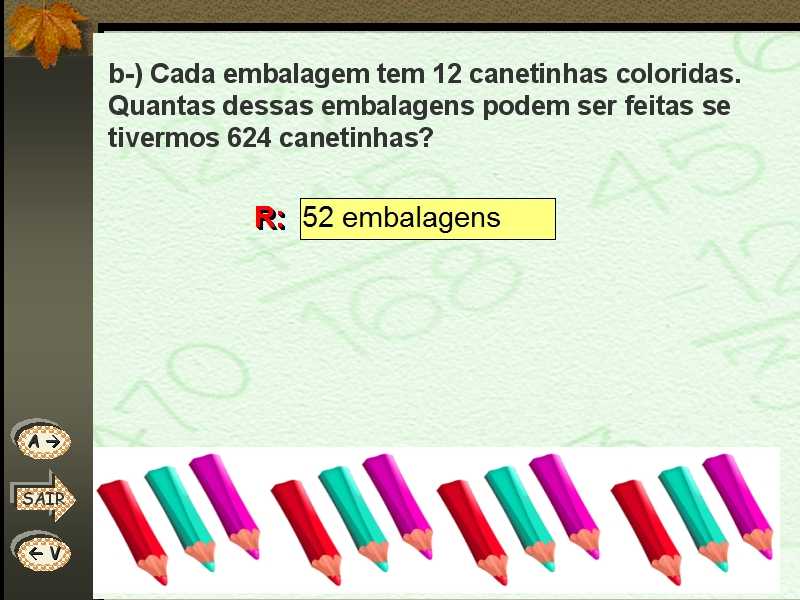 b-) Cada embalagem tem 12 canetinhas coloridas.
Quantas dessas embalagens podem ser feitas se
tivermos 624 canetinhas?
R: 52 embalagens
A →
SAIR
← V